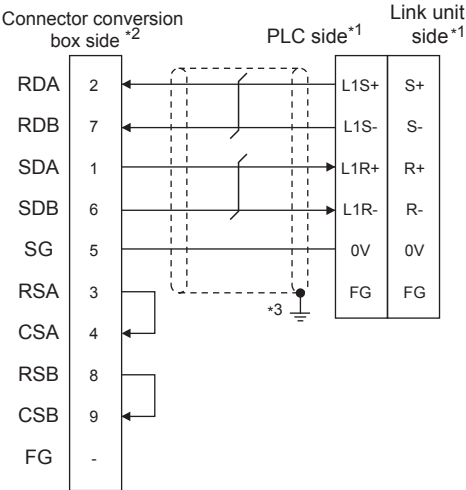 Connector conversion
box side *2
PLC side*1
Link unit
side*1
RDA 2 L1S+ S+
RDB 7 L1S- S-
SDA 1 L1R+ R+
SDB 6 L1R- R-
SG 5 0V 0V
RSA 3 FG FG
*3
CSA 4
RSB 8
CSB 9
FG -